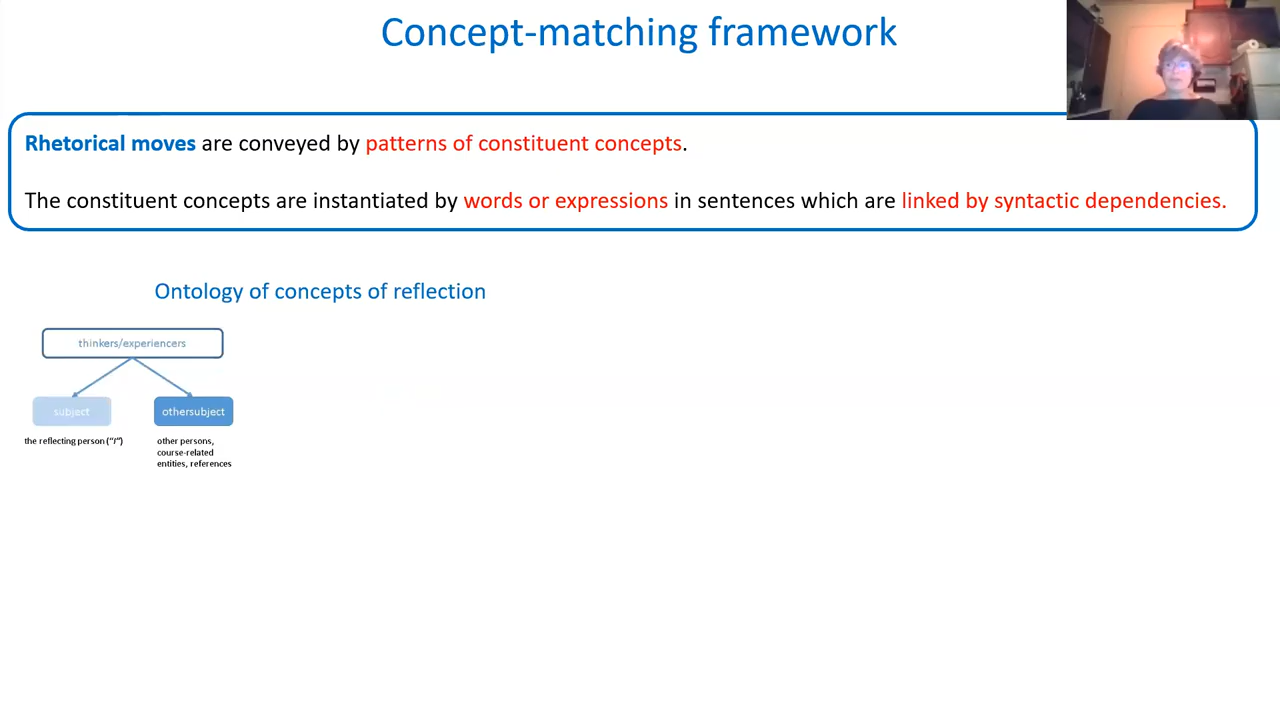 Concept-matching framework
Rhetorical moves are conveyed by patterns of constituent concepts.
The constituent concepts are instantiated by words or expressions in sentences which are linked by syntactic dependencies.
Ontology of concepts of reflection
thinkers/experiencers
subject
othersubject
the reflecting person ("I")
other persons,
course-related
entities, references